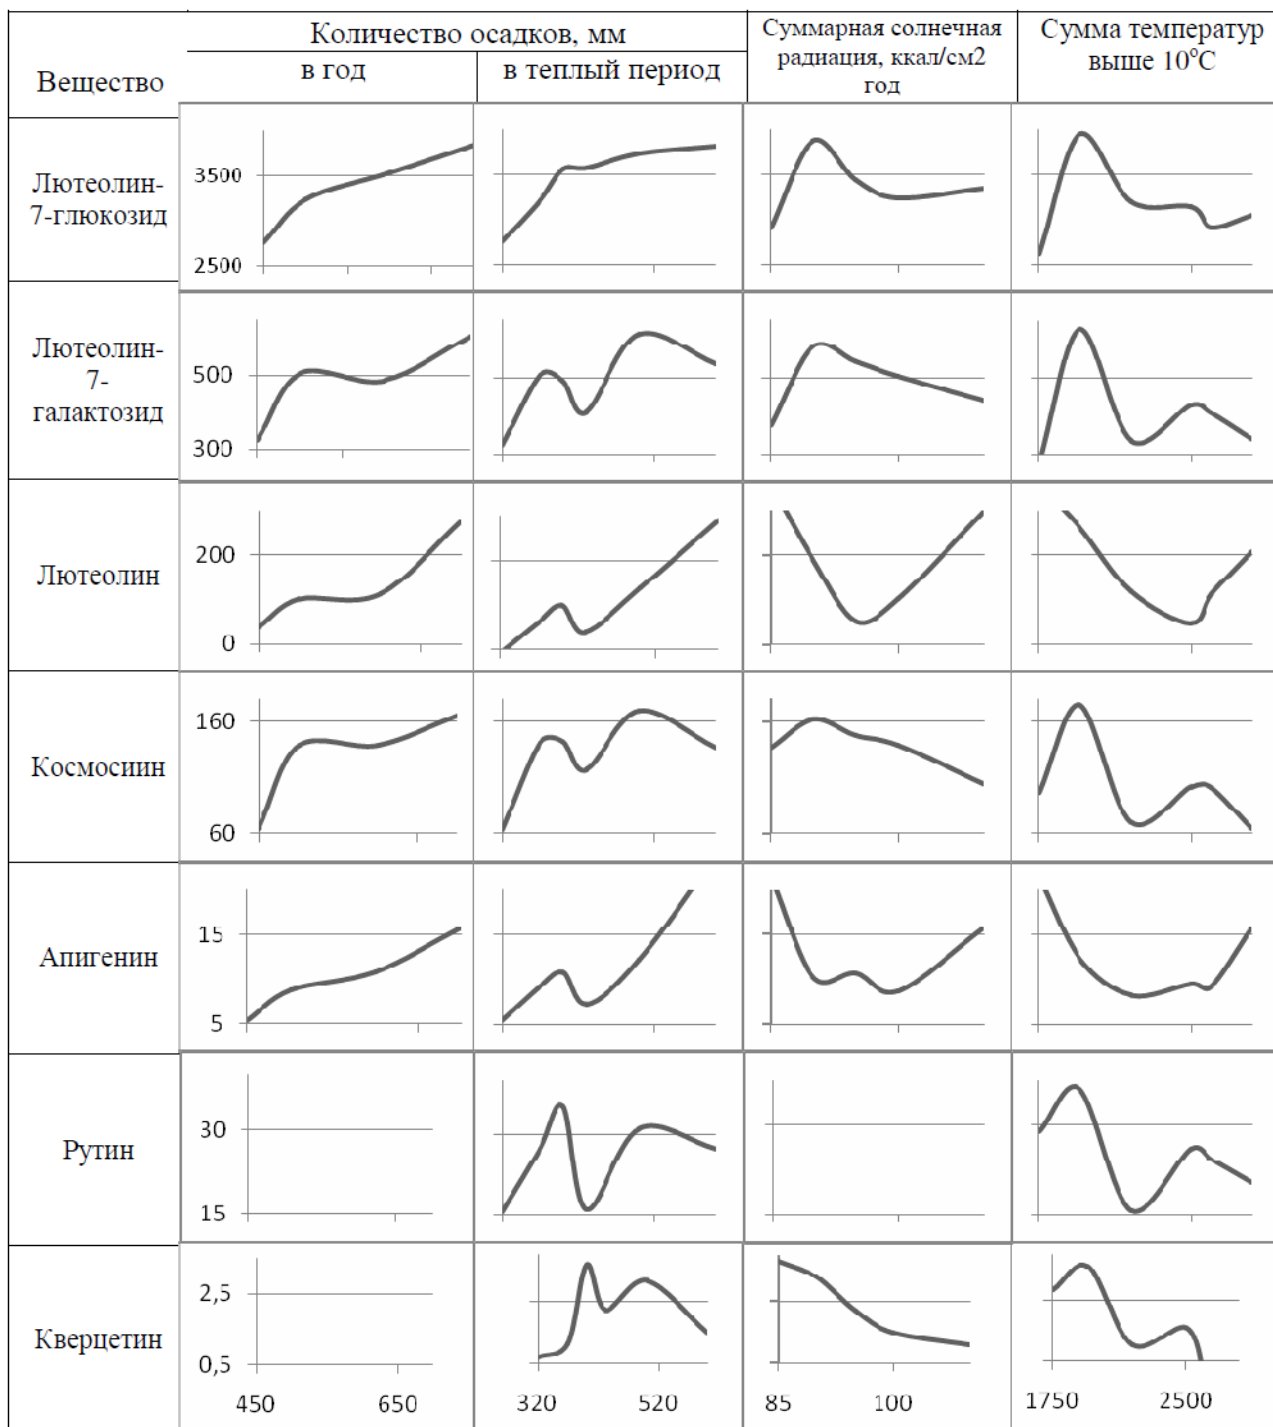 Вещество
Количество осадков, мм
в год
в теплый период
Суммарная солнечная
радиация, ккал/см2
год
Сумма температур
выше 10°С
Лютеолин-
7-глюкозид
3500
2500
Лютеолин-
7-
галактозид
500
300
Лютеолин
200
0
Космосиин
160
60
Апигенин
15
5
Рутин
30
15
Кверцетин
2,5
0,5
450 650 320 520 85 100 1750 2500